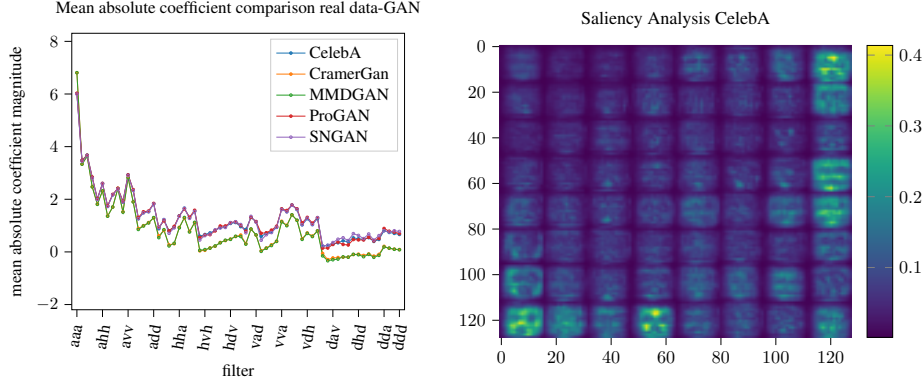 Mean absolute coefficient comparison real data-GAN
8
6
4
2
0
−2
mean absolute coefficient magnitude
CelebA
CramerGan
MMDGAN
ProGAN
SNGAN
aaa
ahh
avv
add
hha
hvh
hdv
vad
vva
vdh
dav
dhd
dda
ddd
filter
Saliency Analysis CelebA
0
20
40
60
80
100
120
0 20 40 60 80 100 120
0.4
0.3
0.2
0.1